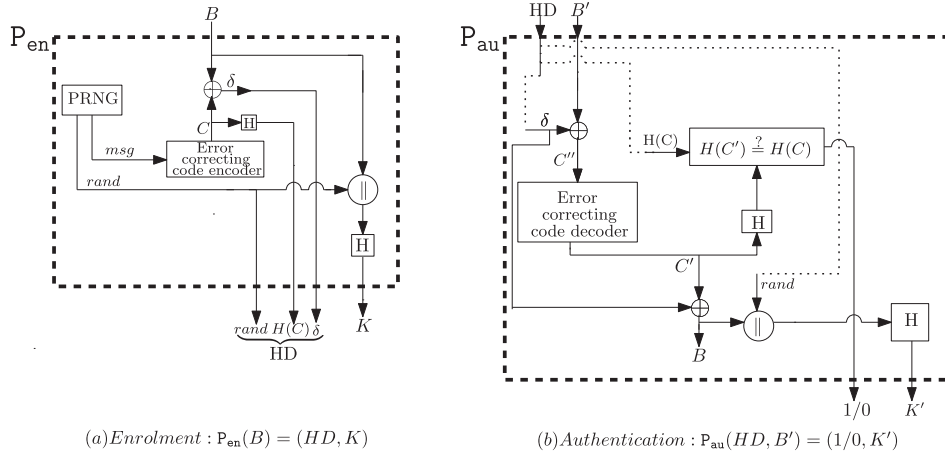 B
P_en
PRNG
δ
C
H
msg
Error
correcting
code encoder
rand
||
H
rand H(C) δ
K
HD
(a)Enrolment : P_en(B) = (HD, K)
HD B′
P_au
δ
H(C)
H(C′) ≟ H(C)
C′′
Error
correcting
code decoder
H
C′
rand
||
H
B
1/0
K′
(b)Authentication : P_au(HD, B′) = (1/0, K′)